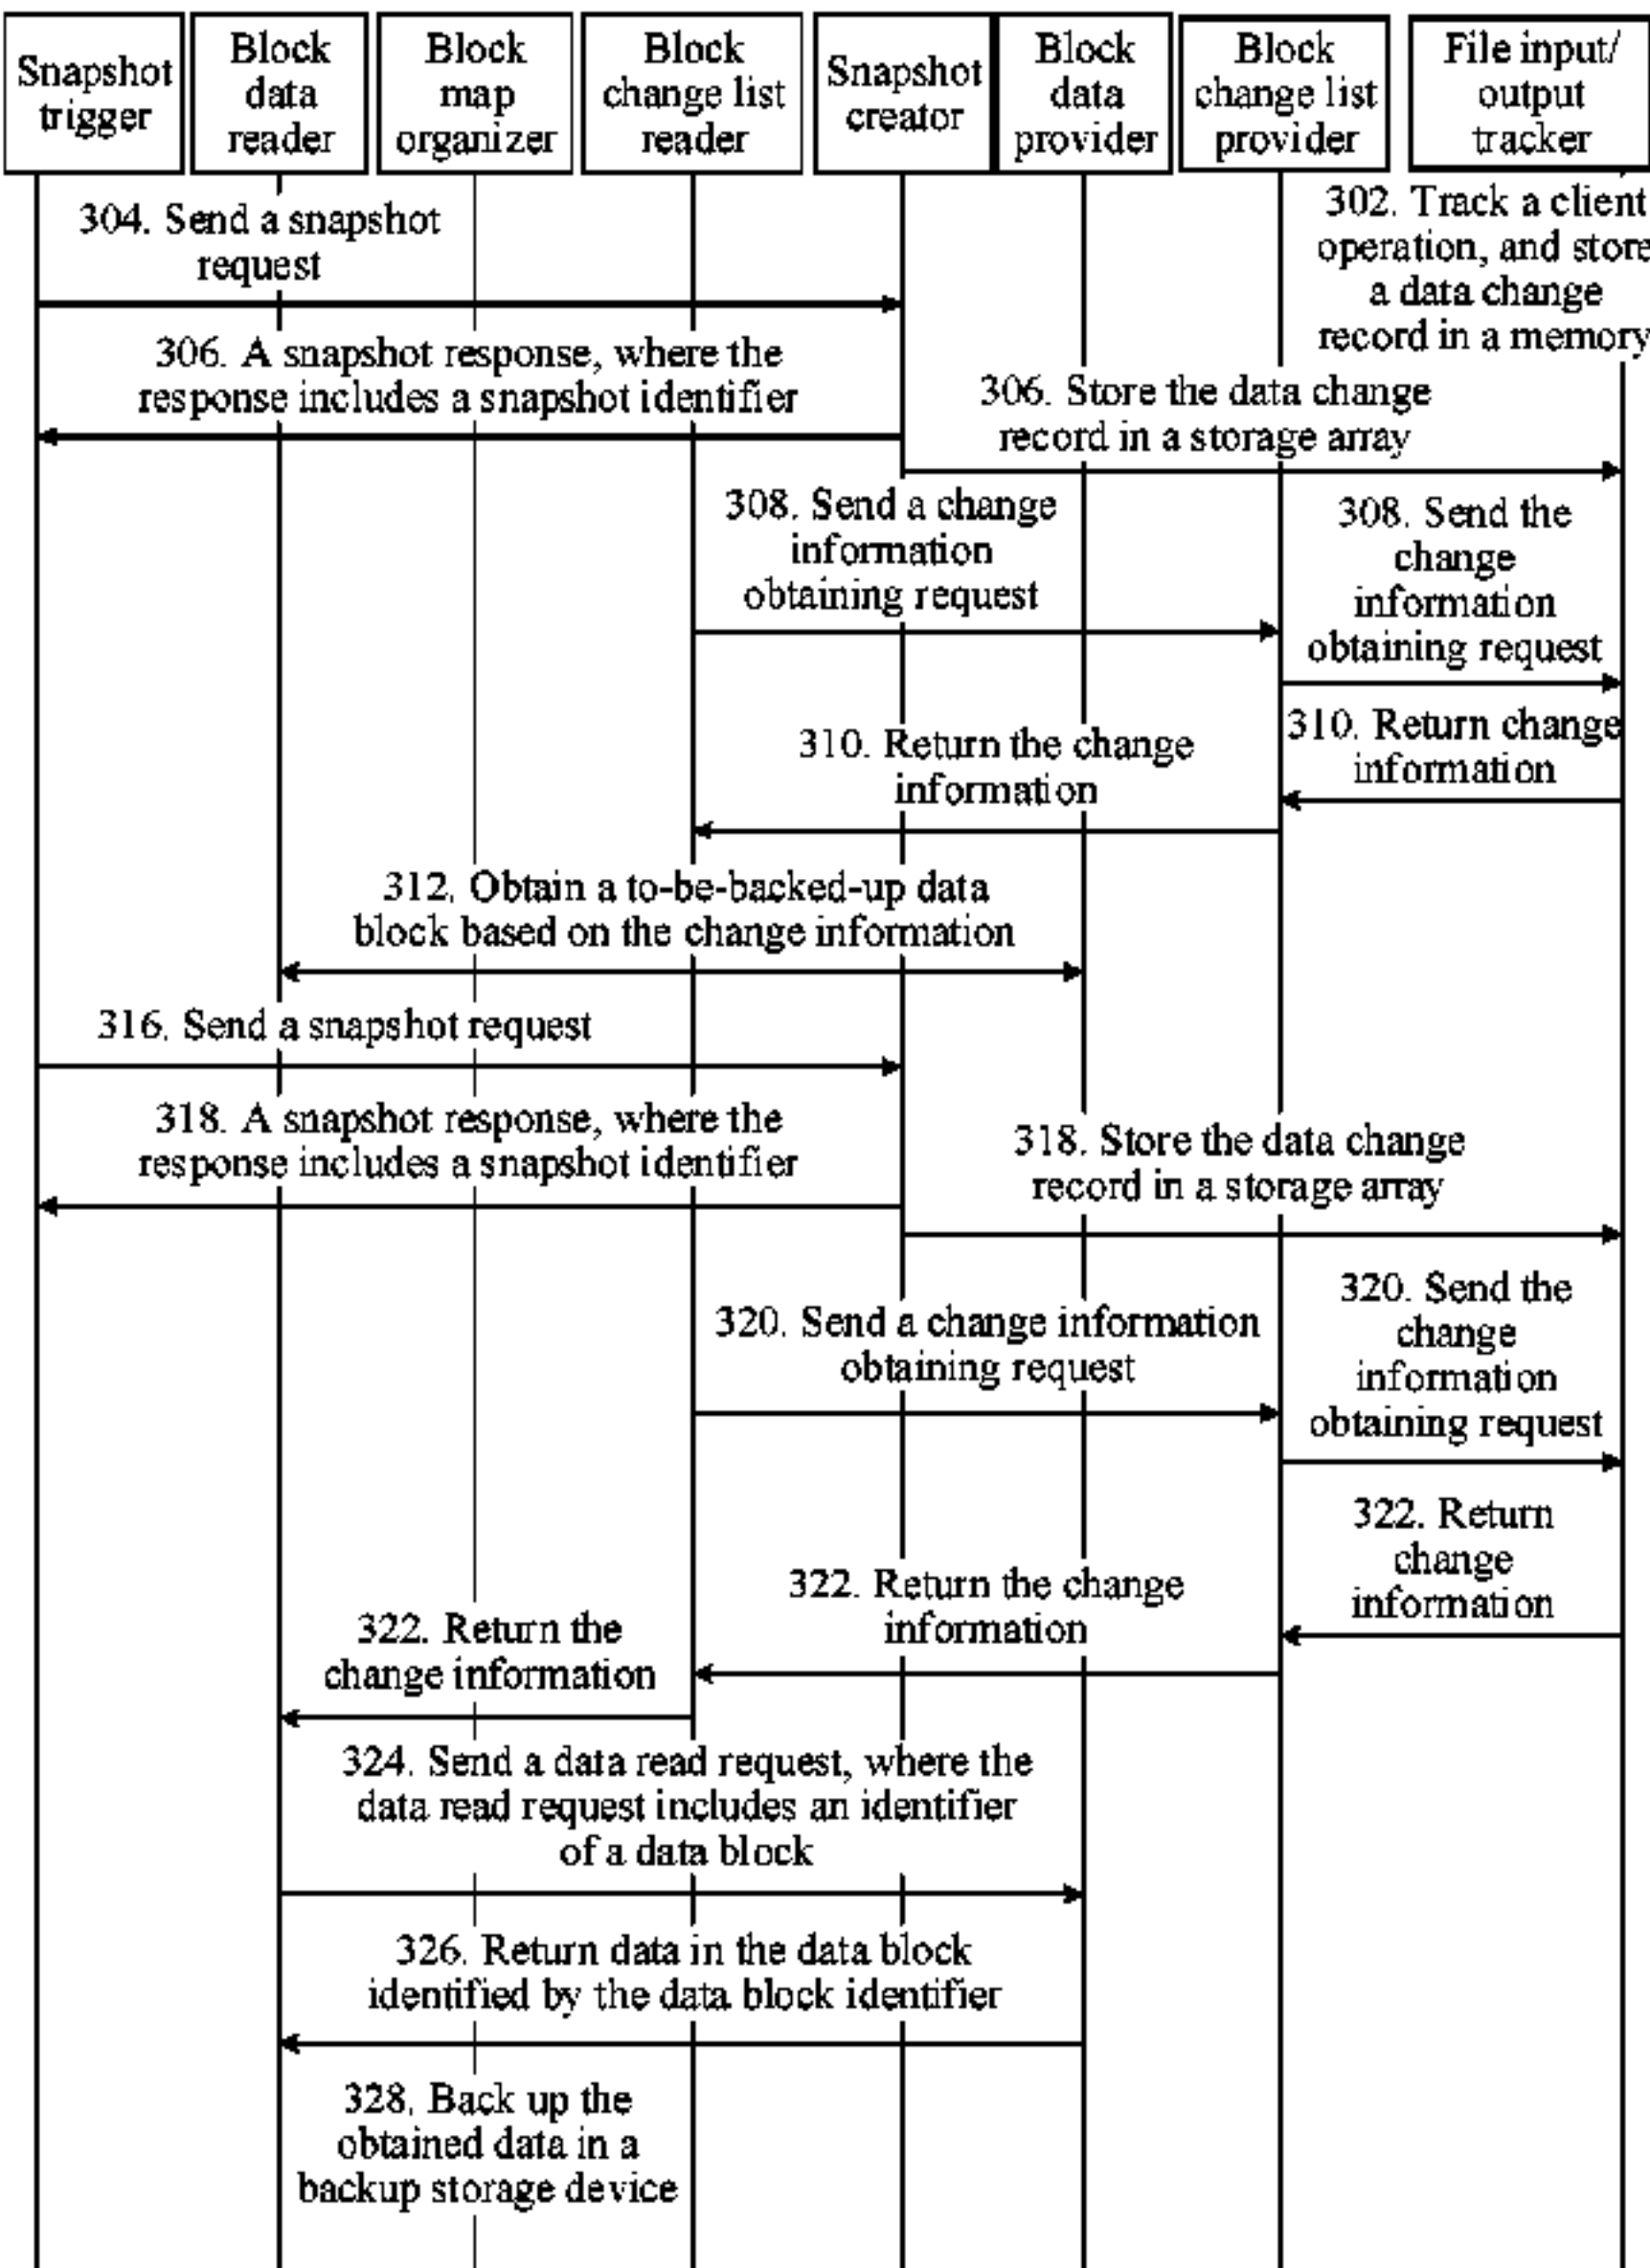 Snapshot
trigger
Block
data
reader
Block
map
organizer
Block
change list
reader
Snapshot
creator
Block
data
provider
Block
change list
provider
File input/
output
tracker
302. Track a client
operation, and store
a data change
record in a memory
304. Send a snapshot
request
306. A snapshot response, where the
response includes a snapshot identifier
306. Store the data change
record in a storage array
308. Send a change
information
obtaining request
308. Send the
change
information
obtaining request
310. Return change
information
310. Return the change
information
312. Obtain a to-be-backed-up data
block based on the change information
316. Send a snapshot request
318. A snapshot response, where the
response includes a snapshot identifier
318. Store the data change
record in a storage array
320. Send a change information
obtaining request
320. Send the
change
information
obtaining request
322. Return
change
information
322. Return the change
information
322. Return the
change information
324. Send a data read request, where the
data read request includes an identifier
of a data block
326. Return data in the data block
identified by the data block identifier
328. Back up the
obtained data in a
backup storage device